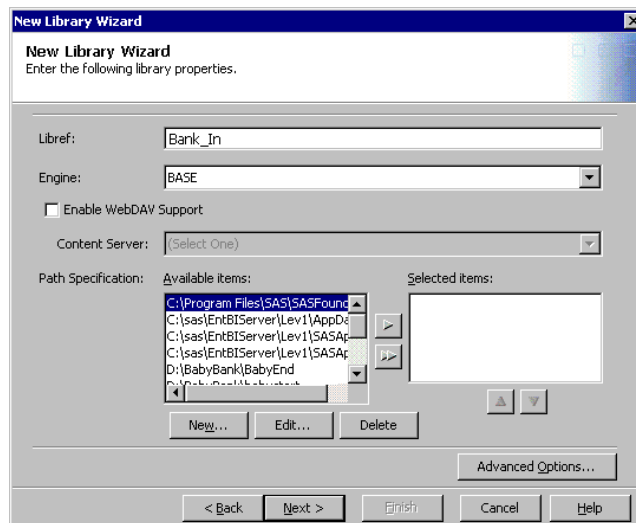 New Library Wizard
New Library Wizard
Enter the following library properties.
Libref: Bank_In
Engine: BASE
Enable WebDAV Support
Content Server: (Select One)
Path Specification: Available items: Selected items:
C:\Program Files\SAS\SASFound
C:\sas\EntBIServer\Lev1\AppDa
C:\sas\EntBIServer\Lev1\SASAp
C:\sas\EntBIServer\Lev1\SASAp
D:\BabyBank\BabyEnd
D:\BabyBank\babystart
New... Edit... Delete
Advanced Options...
< Back Next > Finish Cancel Help